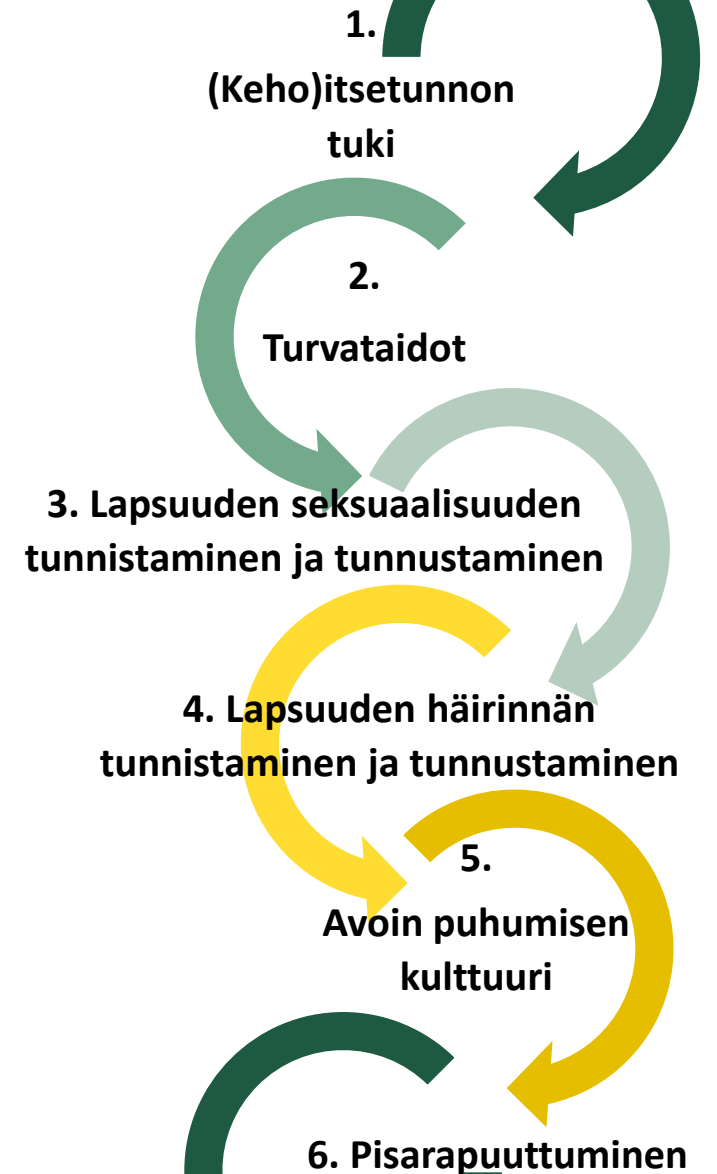 1.
(Keho)itsetunnon
tuki
2.
Turvataidot
3. Lapsuuden seksuaalisuuden
tunnistaminen ja tunnustaminen
4. Lapsuuden häirinnän
tunnistaminen ja tunnustaminen
5.
Avoin puhumisen
kulttuuri
6. Pisarapuuttuminen